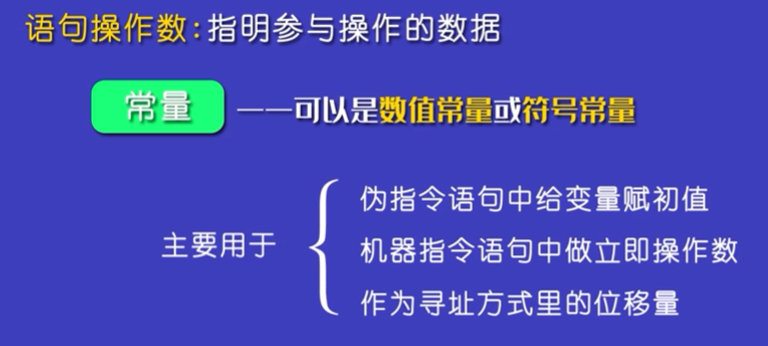 语句操作数:指明参与操作的数据
常量 ——可以是数值常量或符号常量
伪指令语句中给变量赋初值
主要用于 机器指令语句中做立即操作数
作为寻址方式里的位移量